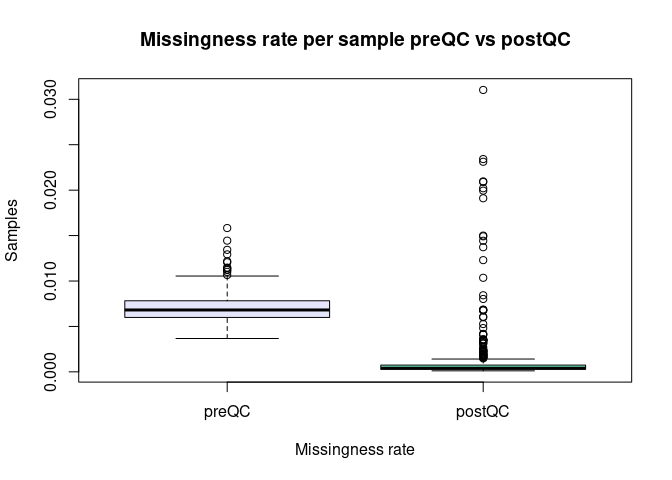 Missingness rate per sample preQC vs postQC
Samples
0.030
0.020
0.010
0.000
preQC postQC
Missingness rate